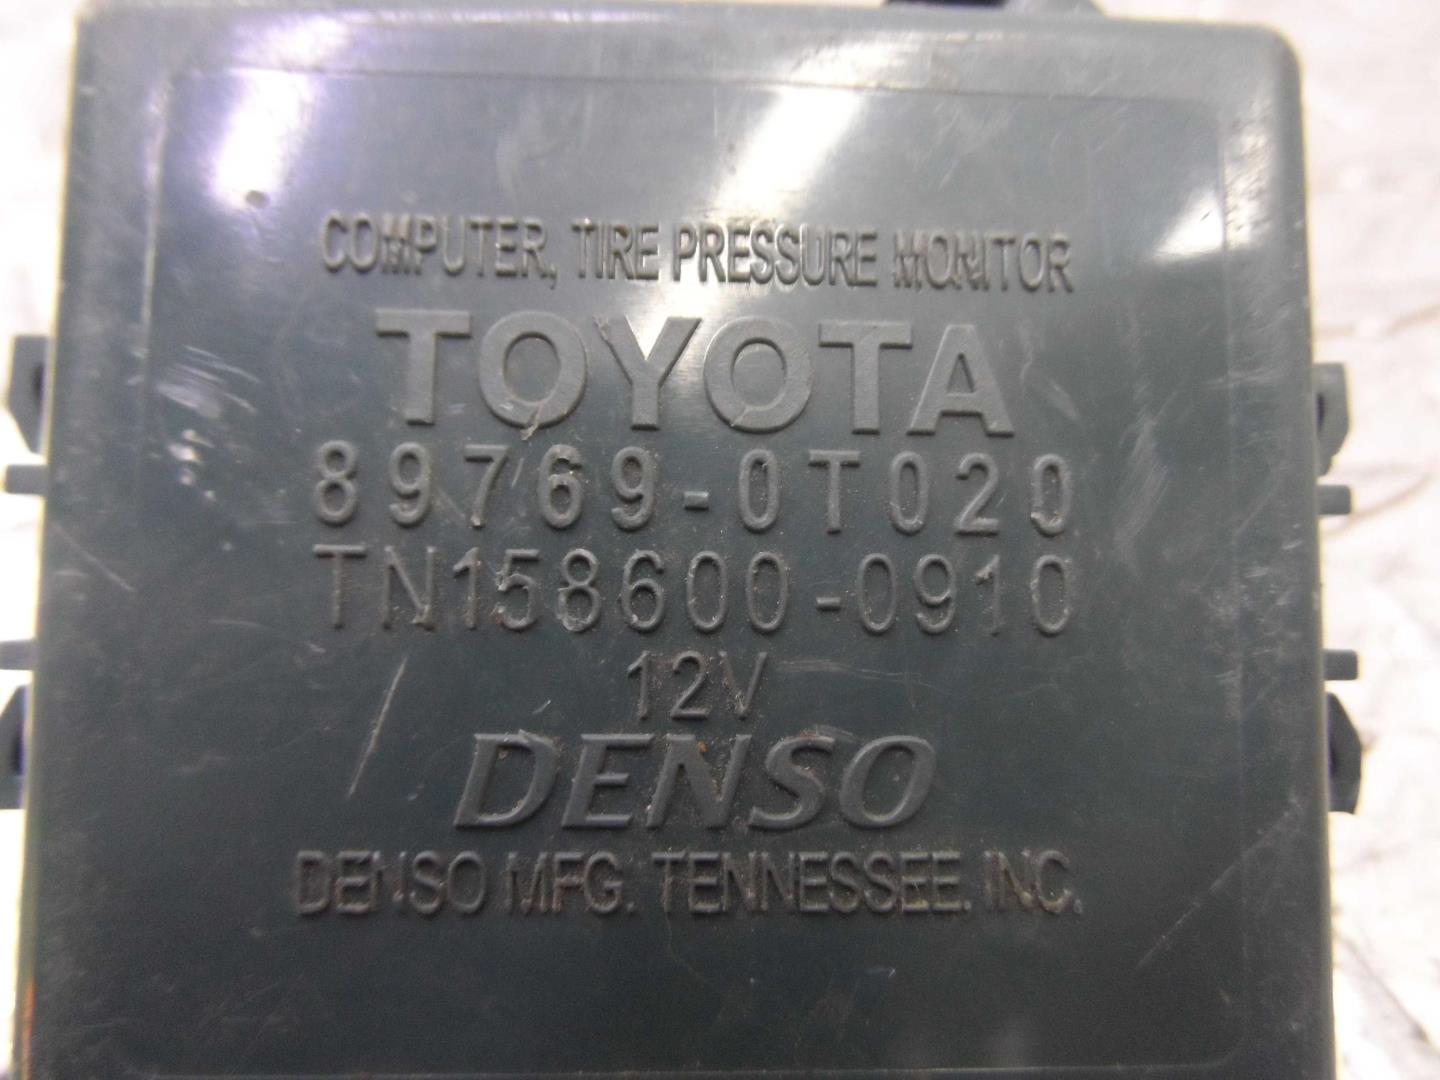 COMPUTER, TIRE PRESSURE MONITOR
TOYOTA
89769-0T020
TN158600-0910
12V
DENSO
DENSO MFG. TENNESSEE, INC.